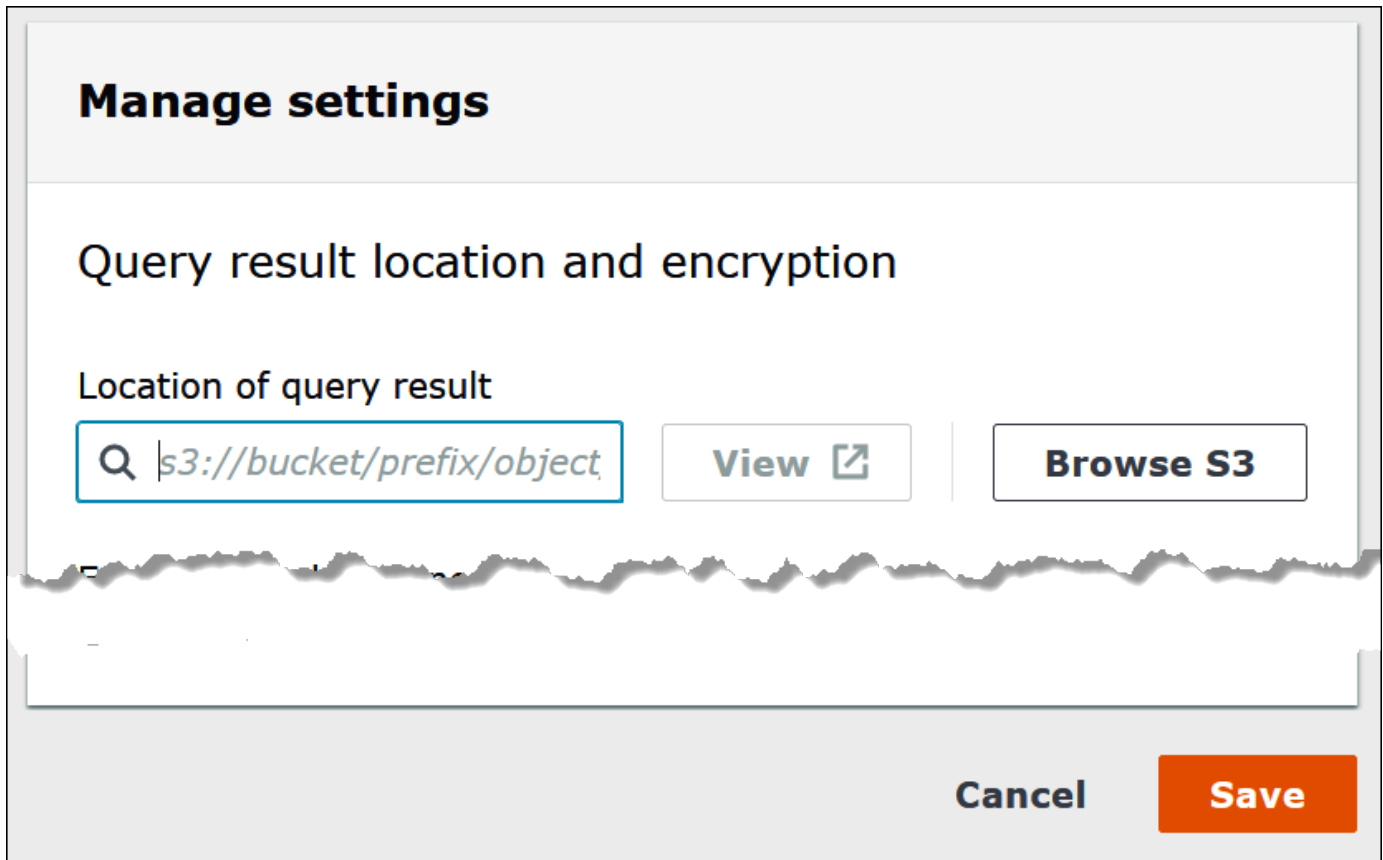 Manage settings
Query result location and encryption
Location of query result
s3://bucket/prefix/object
View
Browse S3
Cancel
Save